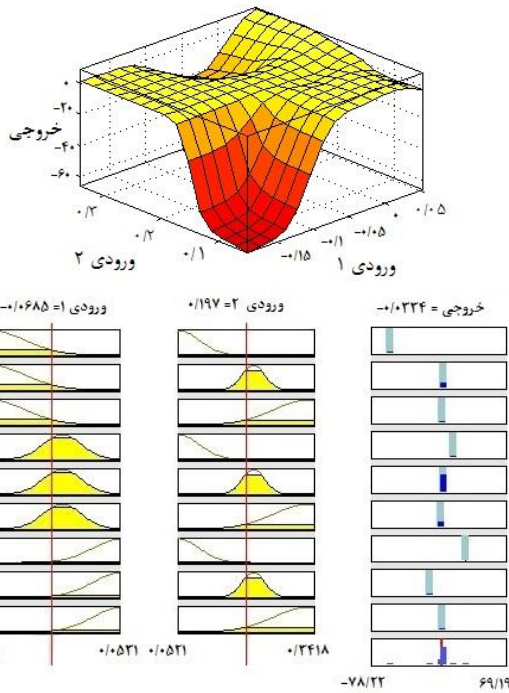 ۰
-۲۰
-۴۰
-۶۰
خروجی
۰/۳
۰/۲
۰/۱
ورودی ۲
-۰/۱۵
-۰/۱
-۰/۰۵
۰
۰/۰۵
ورودی ۱
ورودی ۱= -۰/۰۶۸۵
ورودی ۲= ۰/۱۹۷
خروجی = -۰/۰۳۳۴
۰/۰۵۳۱
۰/۰۵۲۱
۰/۳۴۱۸
-۷۸/۲۲
۶۹/۱۹